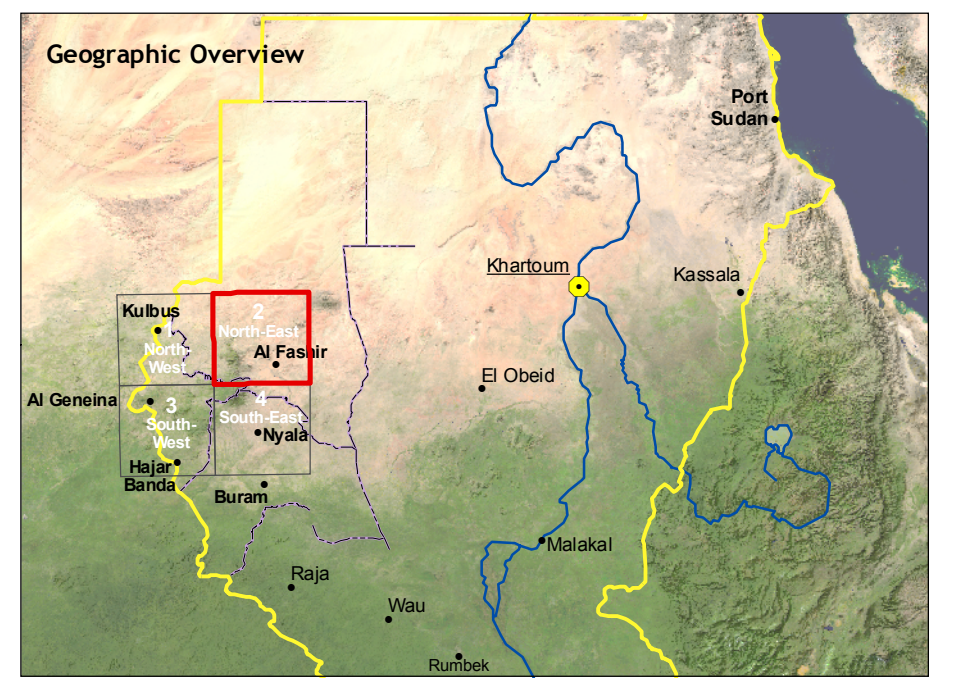 Geographic Overview
Port
Sudan
Khartoum
Kassala
Kulbus
1
North-
West
2
North-East
Al Fashir
El Obeid
Al Geneina
3
South-
West
4
South-East
Nyala
Hajar
Banda
Buram
Malakal
Raja
Wau
Rumbek